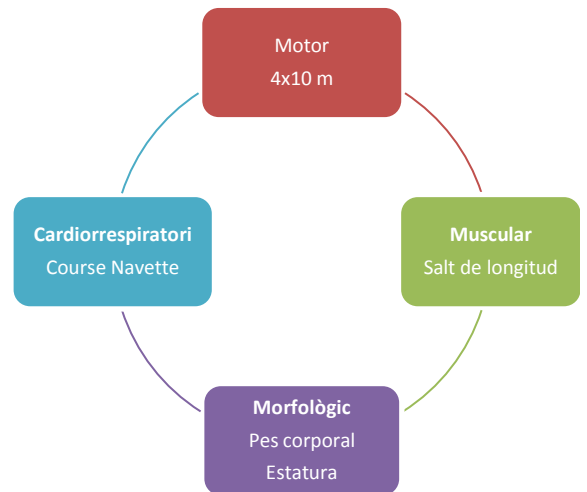 Motor
4x10 m
Cardiorrespiratori
Course Navette
Muscular
Salt de longitud
Morfològic
Pes corporal
Estatura